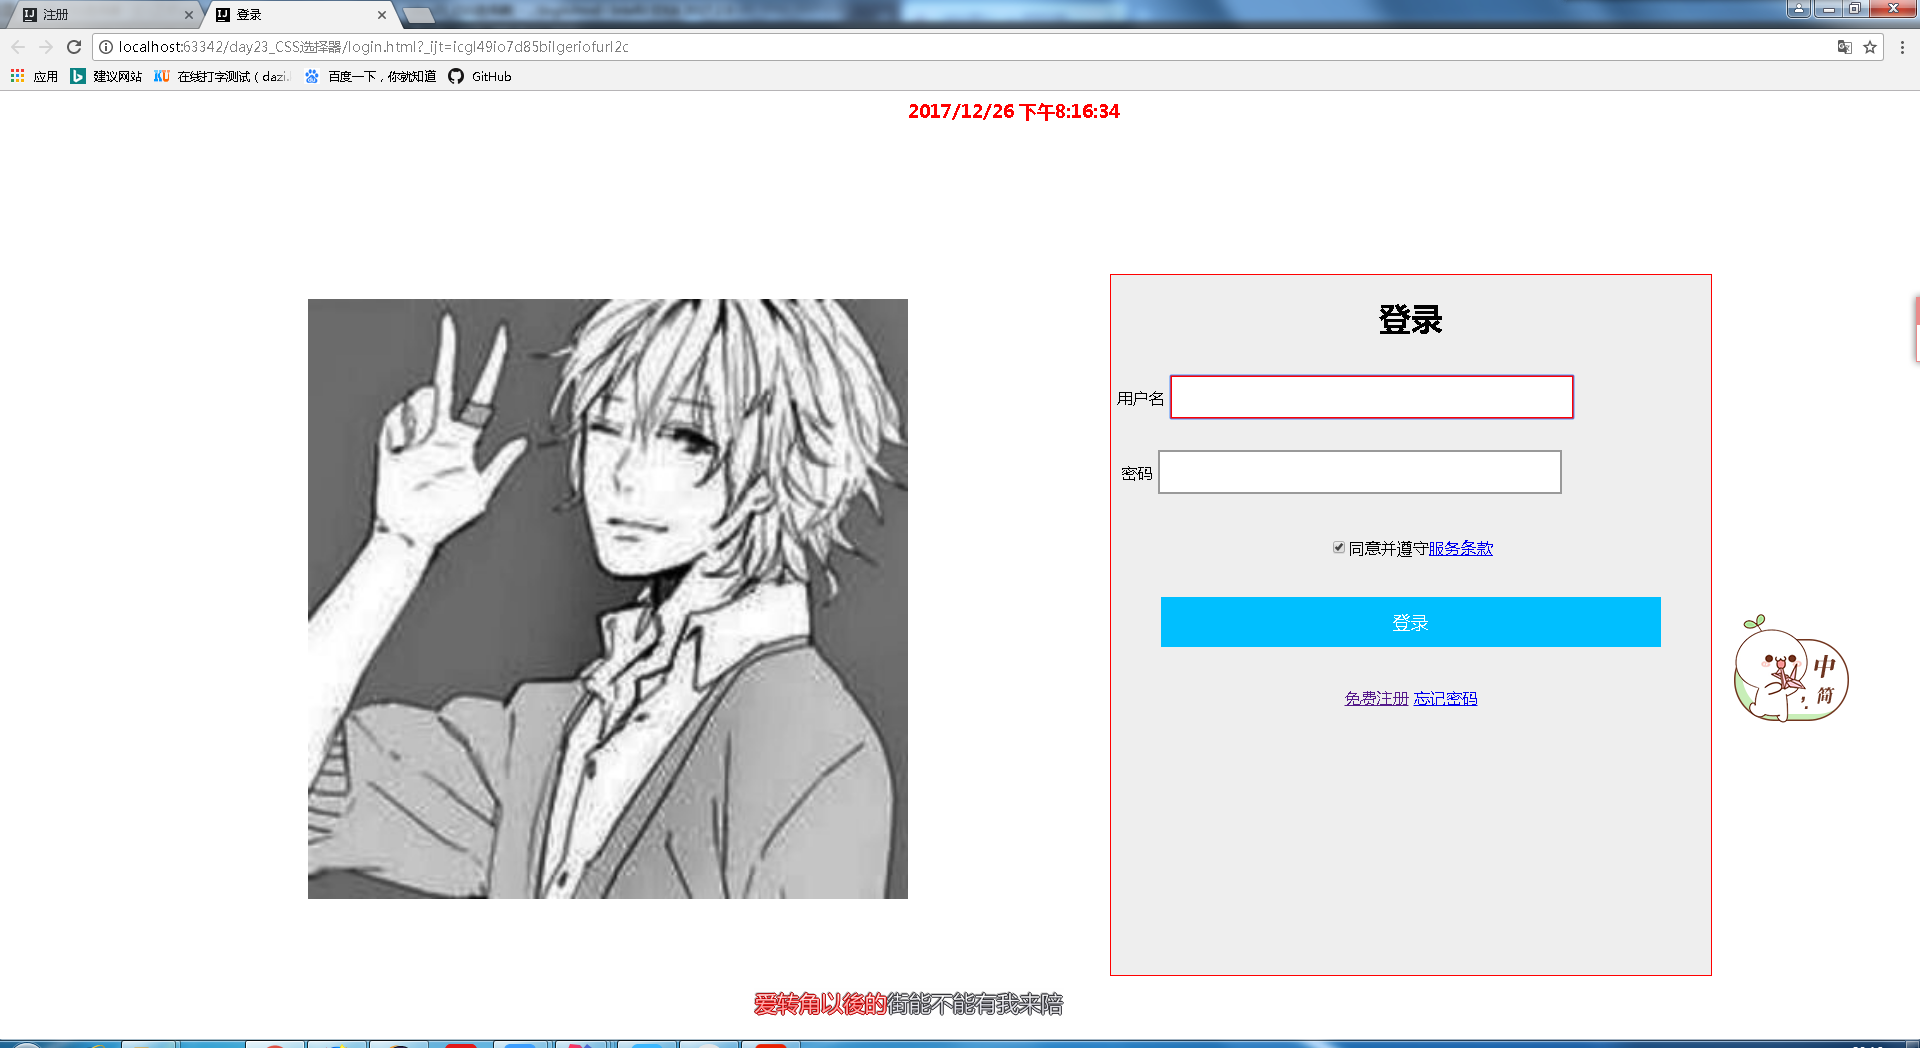 注册
登录
localhost:63342/day23_CSS选择器/login.html?_ijt=icgl49io7d85bilgeriofurl2c
应用 建议网站 在线打字测试（dazi. 百度一下，你就知道 GitHub
2017/12/26 下午8:16:34
登录
用户名
密码
同意并遵守服务条款
登录
中
简
免费注册 忘记密码
爱转角以後的街能不能有我来陪